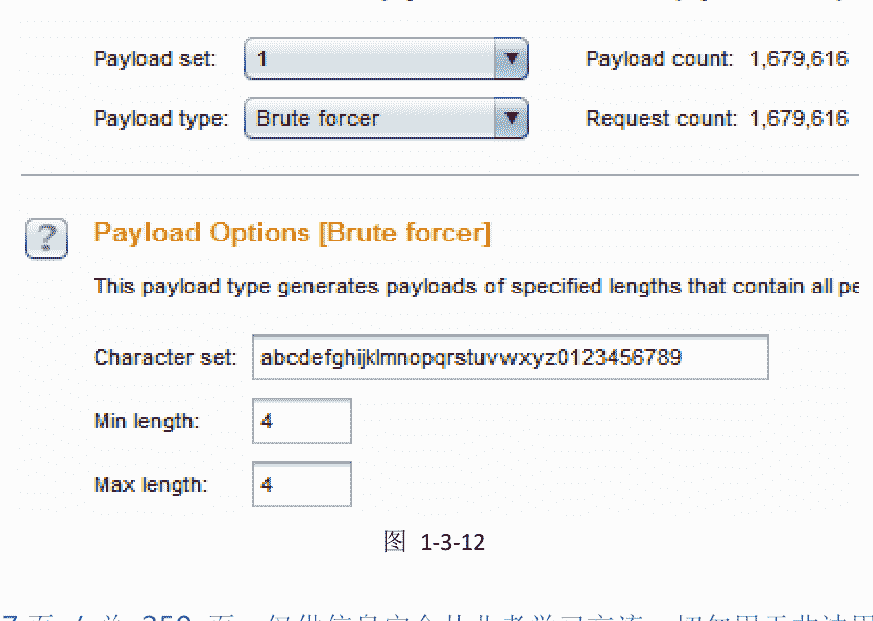 Payload set: 1 Payload count: 1,679,616
Payload type: Brute forcer Request count: 1,679,616
? Payload Options [Brute forcer]
This payload type generates payloads of specified lengths that contain all pe
Character set: abcdefghijklmnopqrstuvwxyz0123456789
Min length: 4
Max length: 4
图 1-3-12